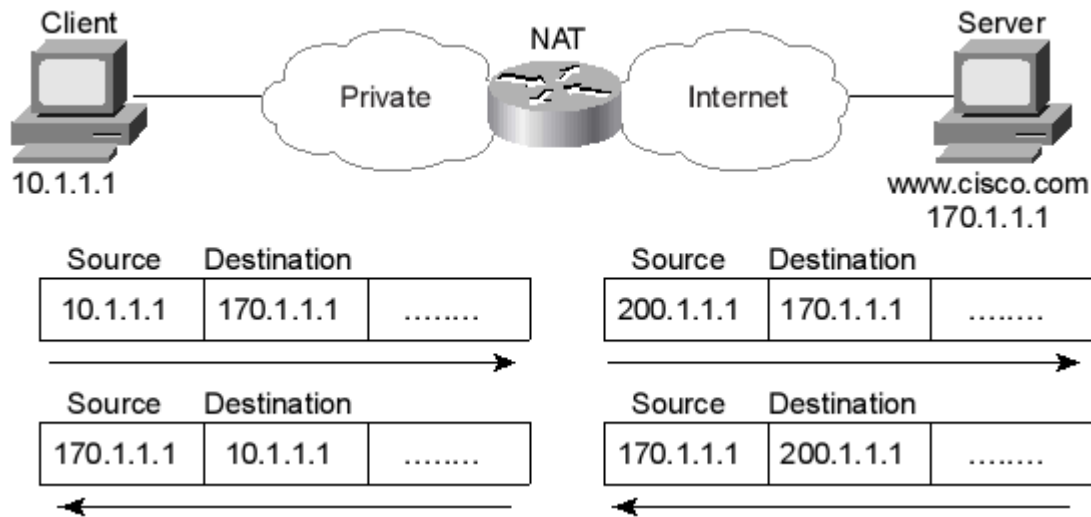 Client
NAT
Server
Private
Internet
10.1.1.1
www.cisco.com
170.1.1.1
Source Destination
10.1.1.1 170.1.1.1 ........
Source Destination
200.1.1.1 170.1.1.1 ........
Source Destination
170.1.1.1 10.1.1.1 ........
Source Destination
170.1.1.1 200.1.1.1 ........